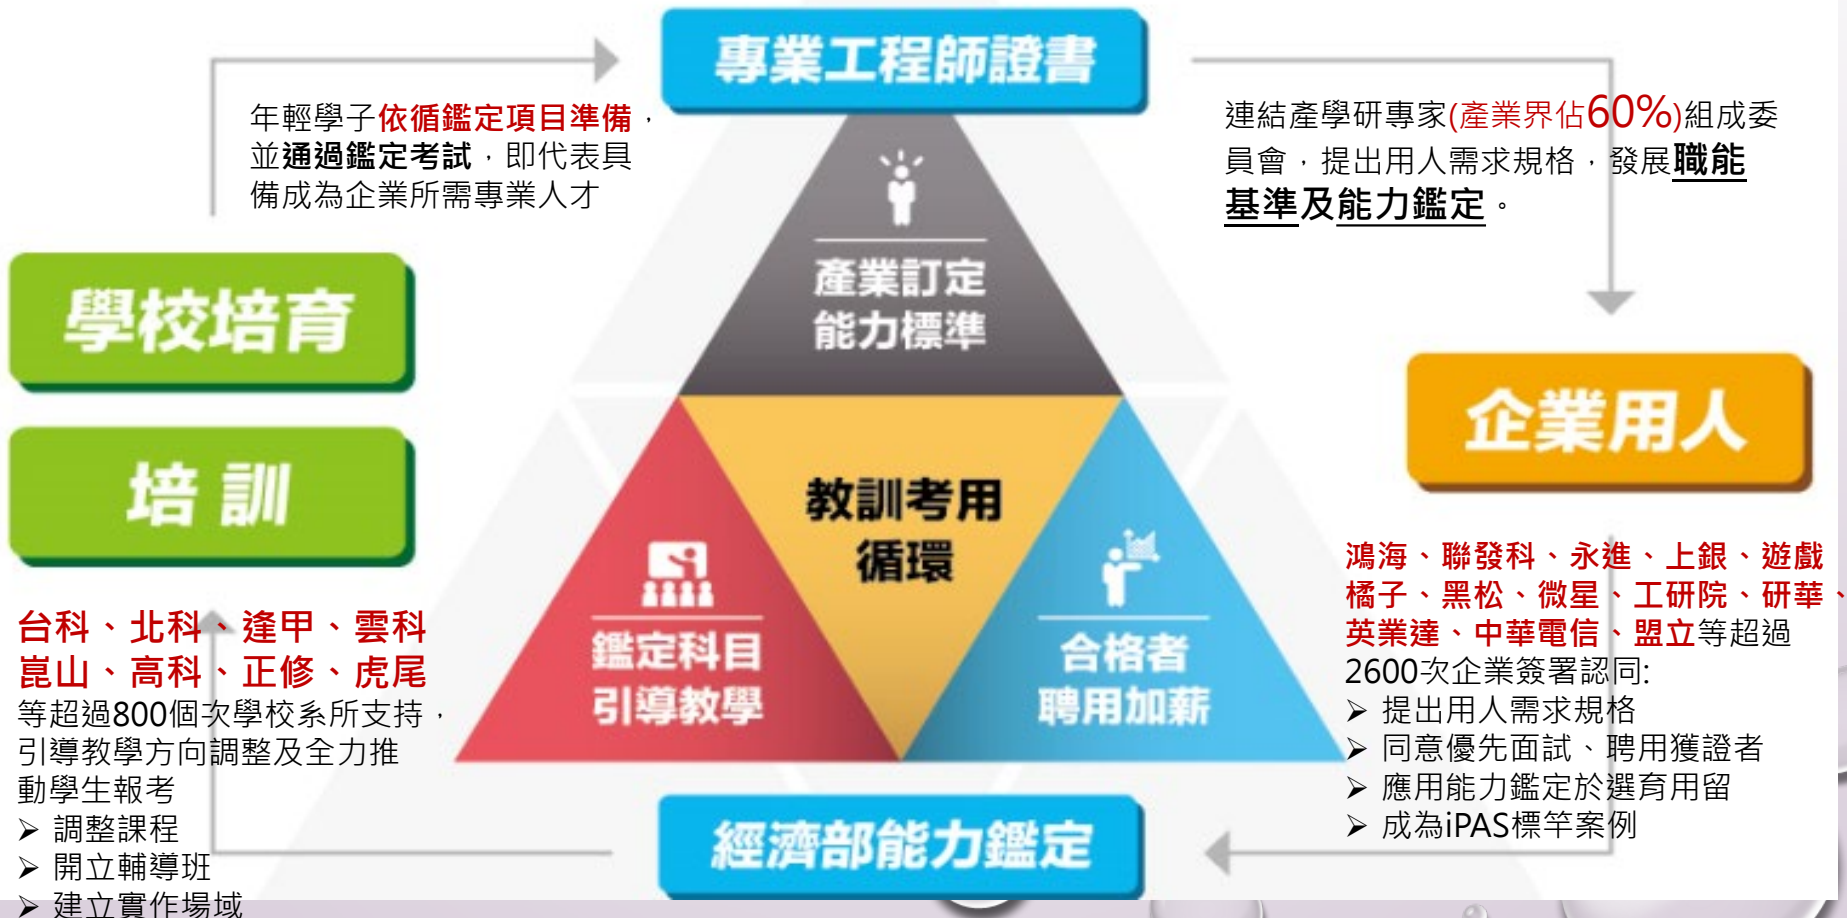 專業工程師證書
年輕學子依循鑑定項目準備，
並通過鑑定考試，即代表具
備成為企業所需專業人才
連結產學研專家(產業界佔60%)組成委
員會，提出用人需求規格，發展職能
基準及能力鑑定。
產業訂定
能力標準
學校培育
培訓
企業用人
教訓考用
循環
鑑定科目
引導教學
合格者
聘用加薪
台科、北科、逢甲、雲科
崑山、高科、正修、虎尾
等超過800個次學校系所支持，
引導教學方向調整及全力推
動學生報考
➢ 調整課程
➢ 開立輔導班
➢ 建立實作場域
鴻海、聯發科、永進、上銀、遊戲
橘子、黑松、微星、工研院、研華、
英業達、中華電信、盟立等超過
2600次企業簽署認同:
➢ 提出用人需求規格
➢ 同意優先面試、聘用獲證者
➢ 應用能力鑑定於選育用留
➢ 成為iPAS標竿案例
經濟部能力鑑定